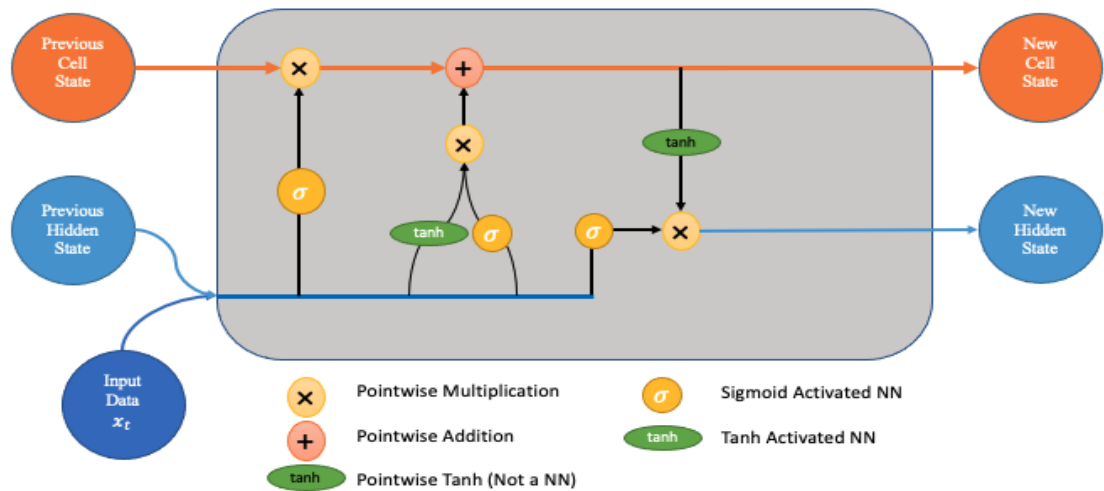 Previous
Cell
State
New
Cell
State
×
+
×
tanh
σ
Previous
Hidden
State
New
Hidden
State
tanh
σ
σ
×
Input
Data
xₜ
× Pointwise Multiplication
σ Sigmoid Activated NN
+ Pointwise Addition
tanh Tanh Activated NN
tanh Pointwise Tanh (Not a NN)